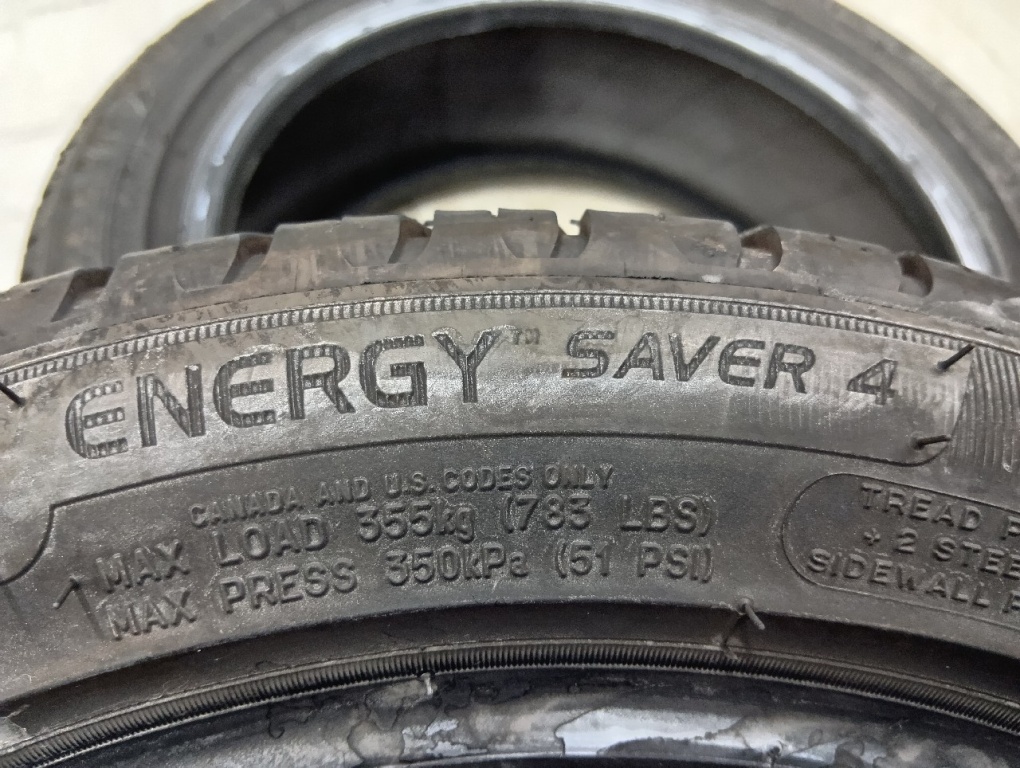 ENERGY™ SAVER 4
CANADA AND U.S. CODES ONLY
MAX LOAD 355kg (783 LBS)
MAX PRESS 350kPa (51 PSI)
TREAD
+ 2
SIDEWALL